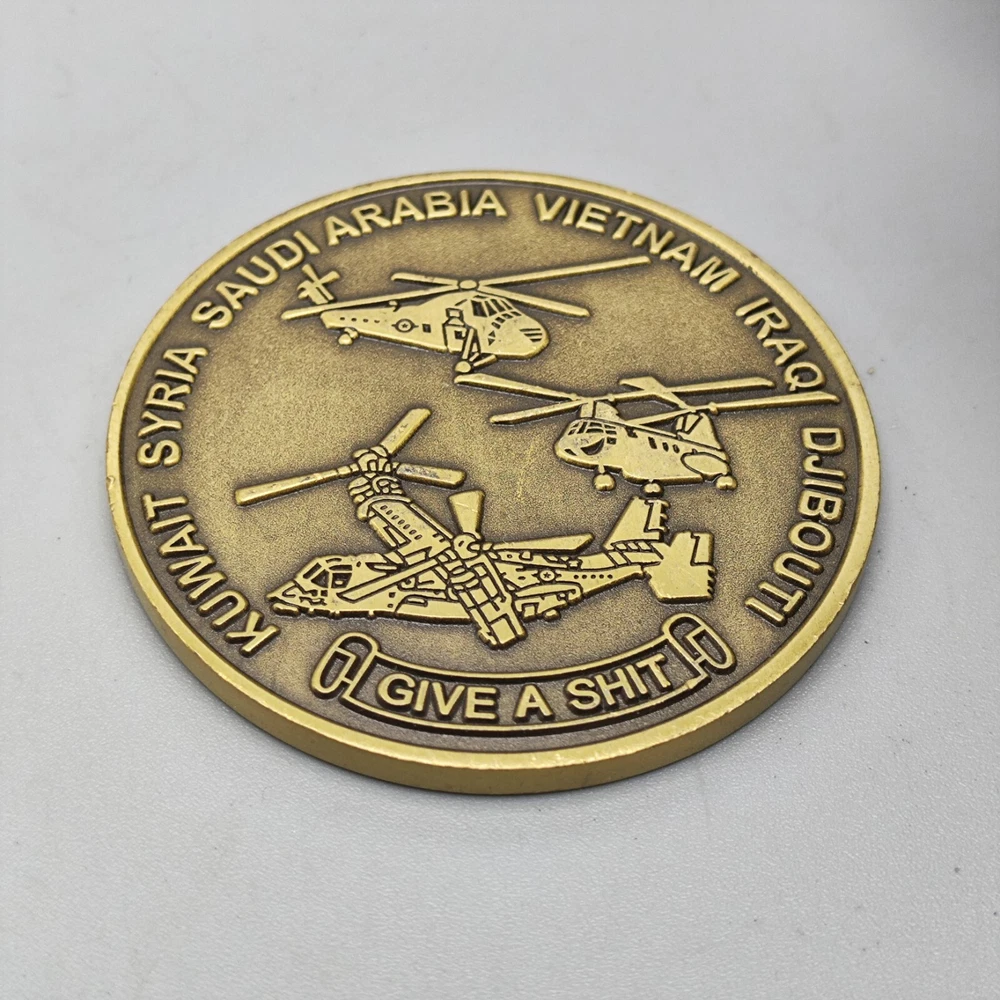 KUWAIT SYRIA SAUDI ARABIA VIETNAM IRAQ DJIBOUTI
GIVE A SHIT